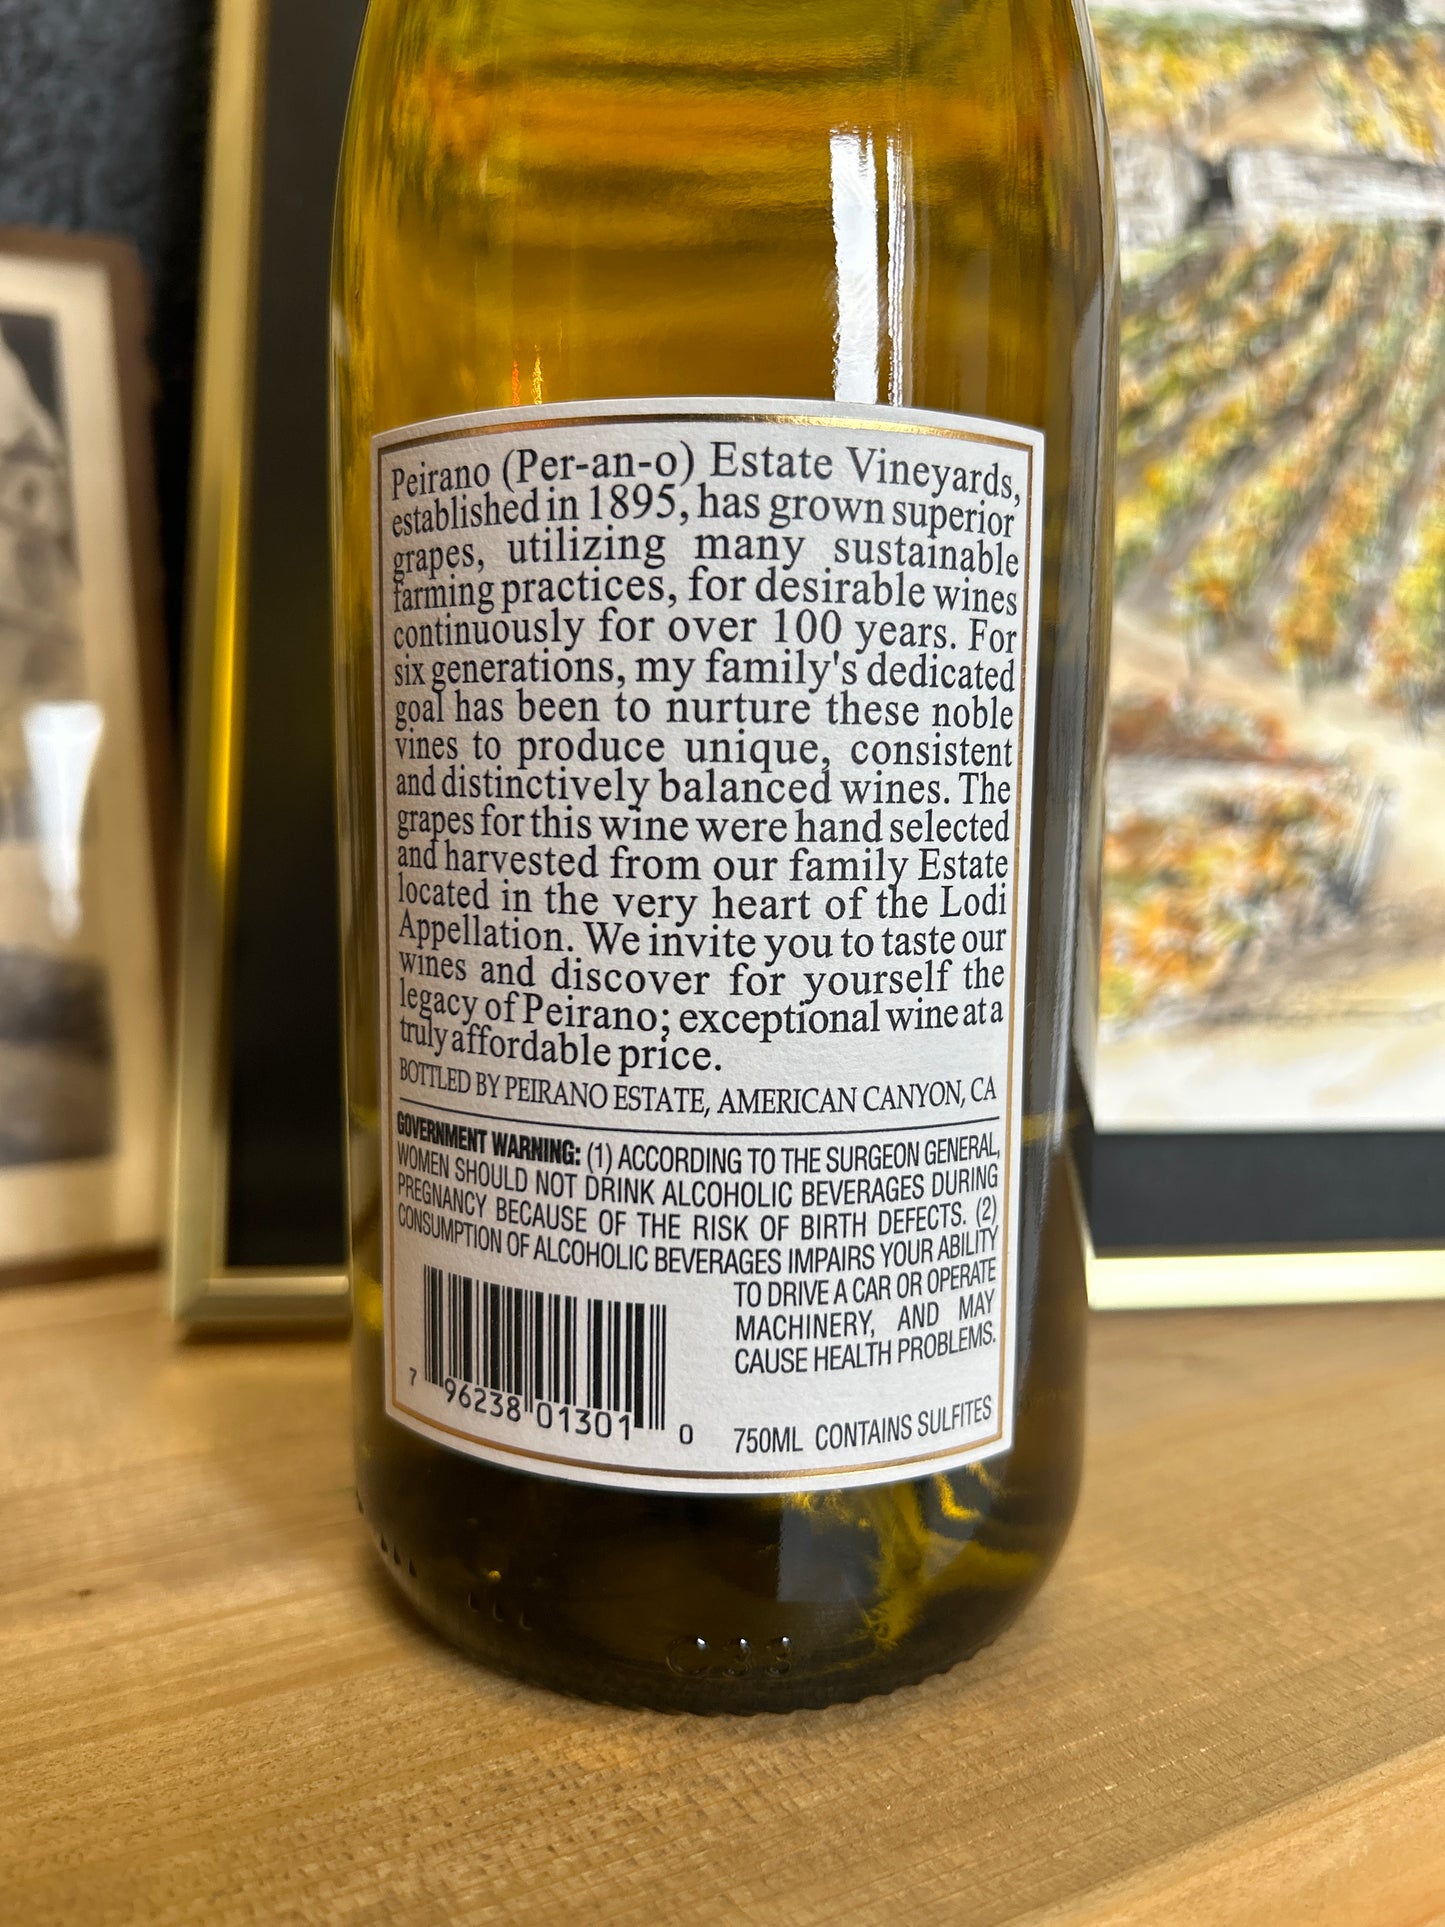 Peirano (Per-an-o) Estate Vineyards,
established in 1895, has grown superior
grapes, utilizing many sustainable
farming practices, for desirable wines
continuously for over 100 years. For
six generations, my family's dedicated
goal has been to nurture these noble
vines to produce unique, consistent
and distinctively balanced wines. The
grapes for this wine were hand selected
and harvested from our family Estate
located in the very heart of the Lodi
Appellation. We invite you to taste our
wines and discover for yourself the
legacy of Peirano; exceptional wine at a
truly affordable price.
BOTTLED BY PEIRANO ESTATE, AMERICAN CANYON, CA
GOVERNMENT WARNING: (1) ACCORDING TO THE SURGEON GENERAL,
WOMEN SHOULD NOT DRINK ALCOHOLIC BEVERAGES DURING
PREGNANCY BECAUSE OF THE RISK OF BIRTH DEFECTS. (2)
CONSUMPTION OF ALCOHOLIC BEVERAGES IMPAIRS YOUR ABILITY
TO DRIVE A CAR OR OPERATE
MACHINERY, AND MAY
CAUSE HEALTH PROBLEMS.
7 96238 01301 0
750ML CONTAINS SULFITES